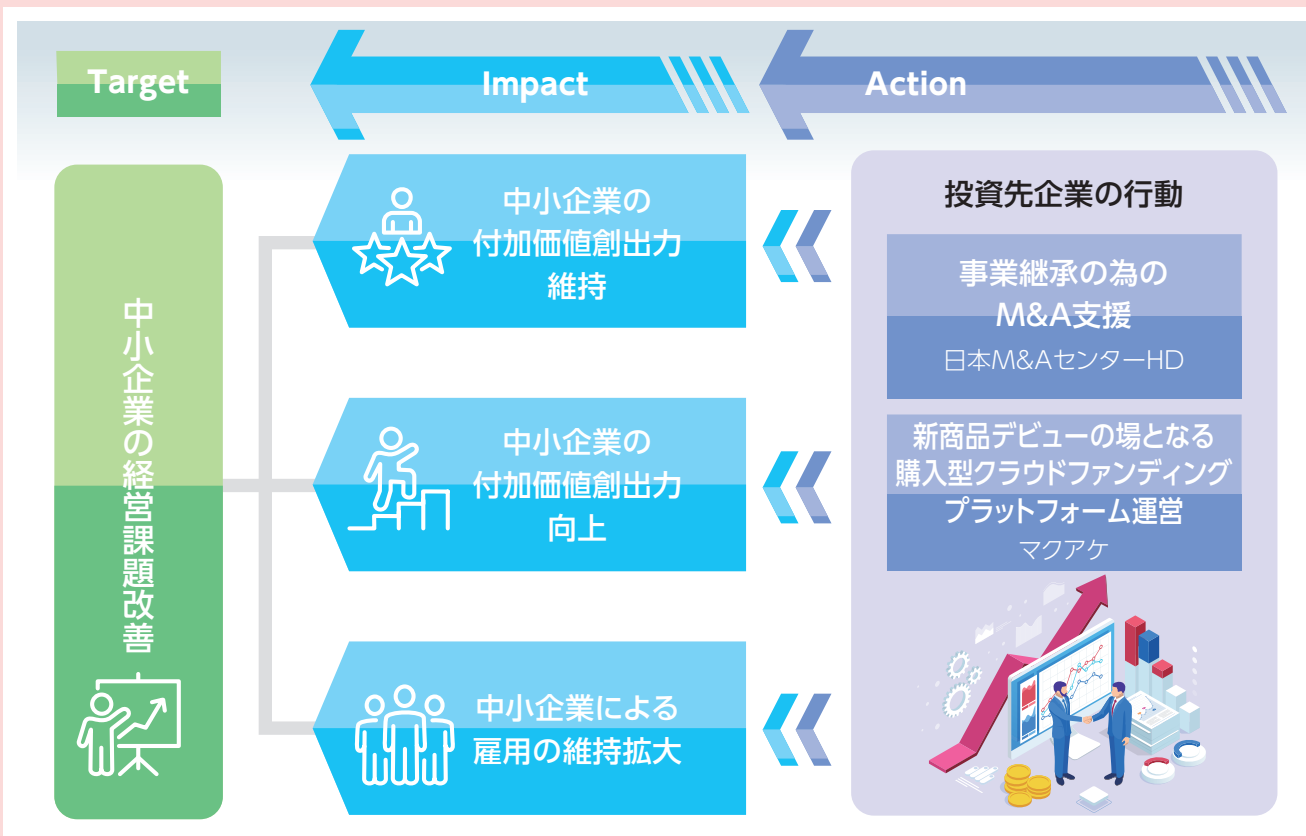 Target
Impact
Action
中小企業の経営課題改善
中小企業の
付加価値創出力
維持
中小企業の
付加価値創出力
向上
中小企業による
雇用の維持拡大
投資先企業の行動
事業継承の為の
M&A支援
日本M&AセンターHD
新商品デビューの場となる
購入型クラウドファンディング
プラットフォーム運営
マクアケ